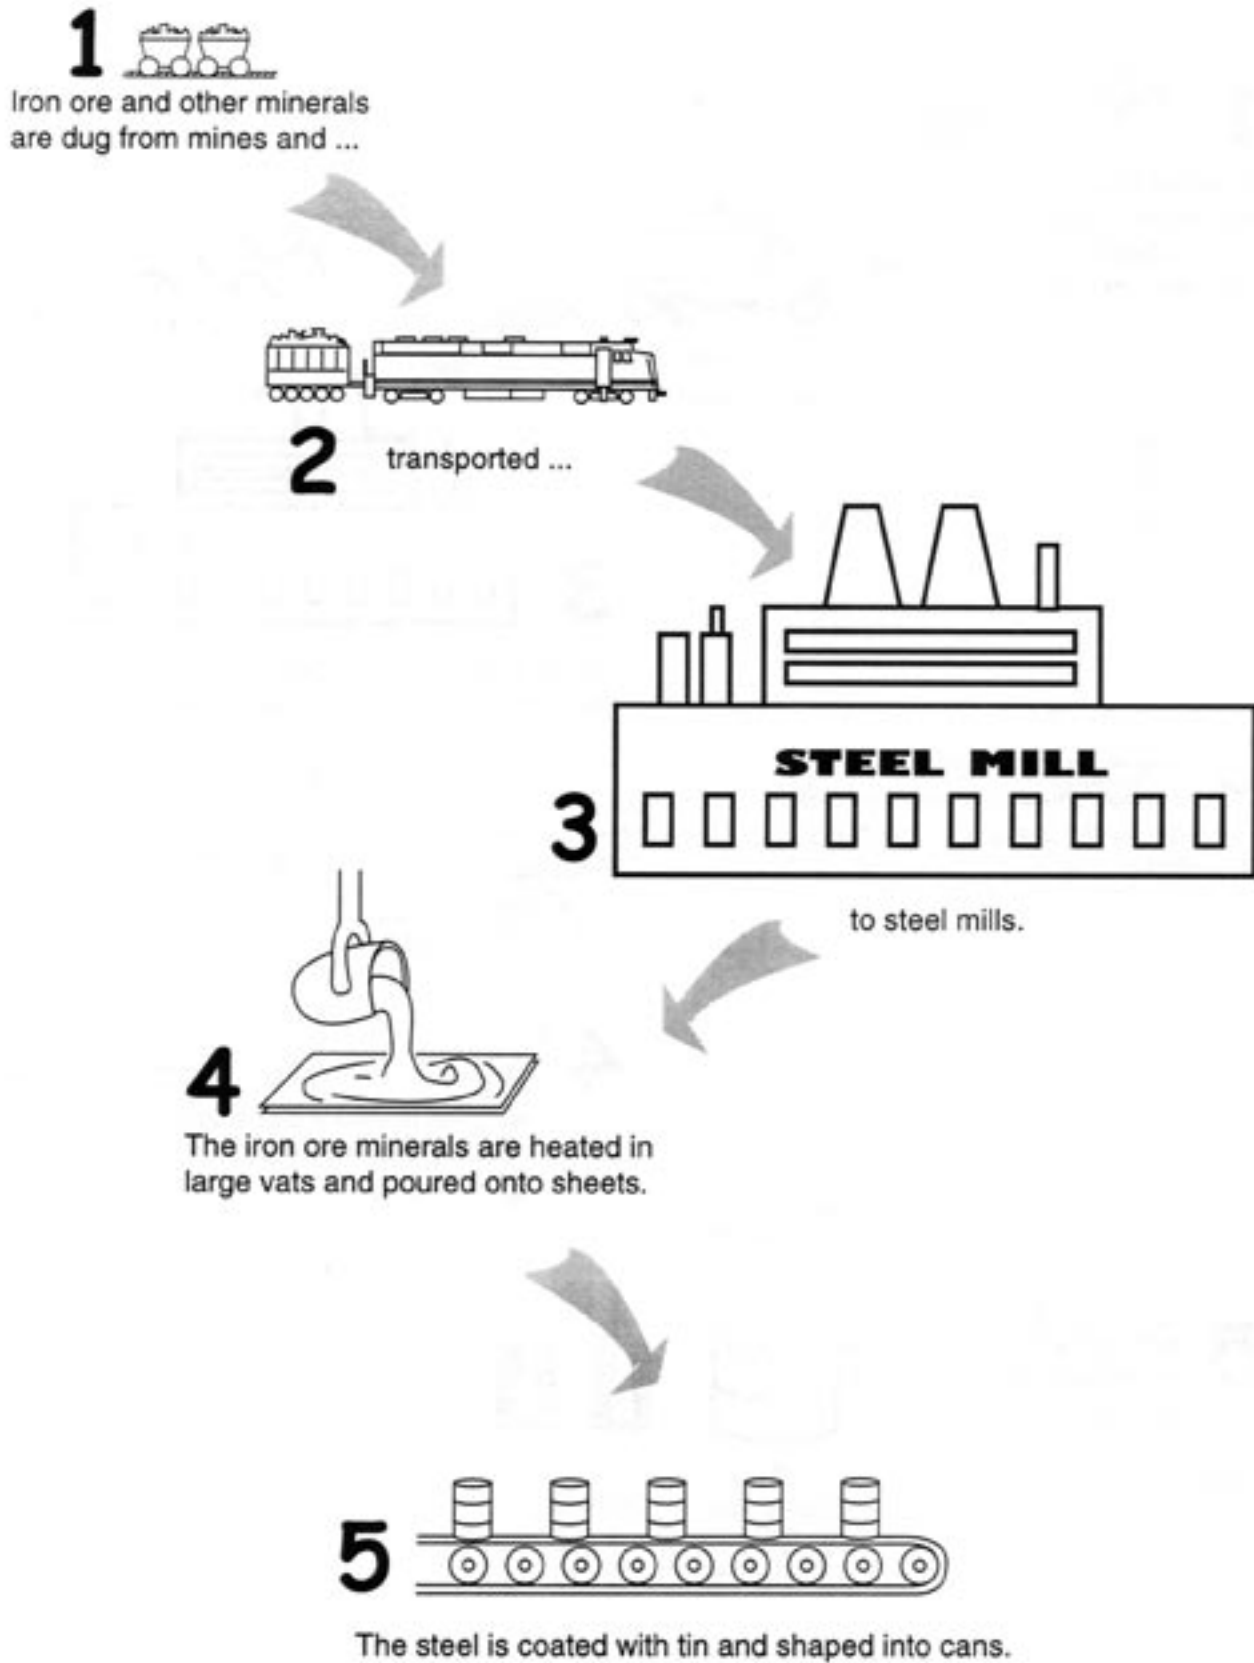 1
Iron ore and other minerals
are dug from mines and ...
2
transported ...
STEEL MILL
3
to steel mills.
4
The iron ore minerals are heated in
large vats and poured onto sheets.
5
The steel is coated with tin and shaped into cans.